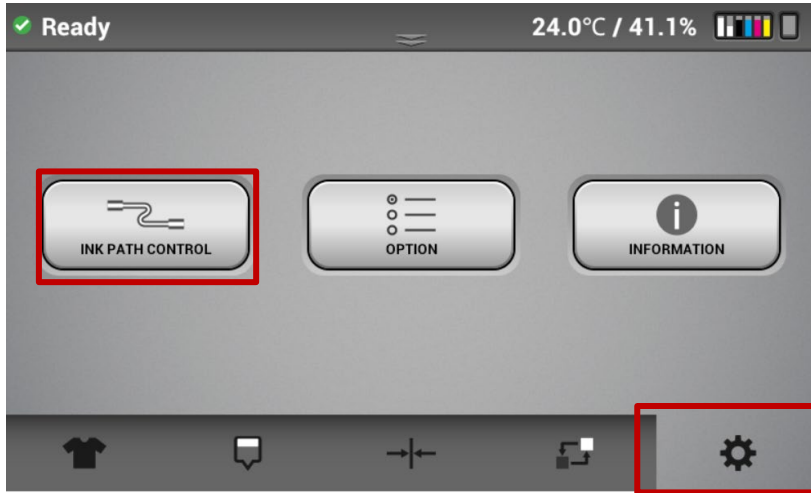 Ready
24.0°C / 41.1%
INK PATH CONTROL
OPTION
INFORMATION